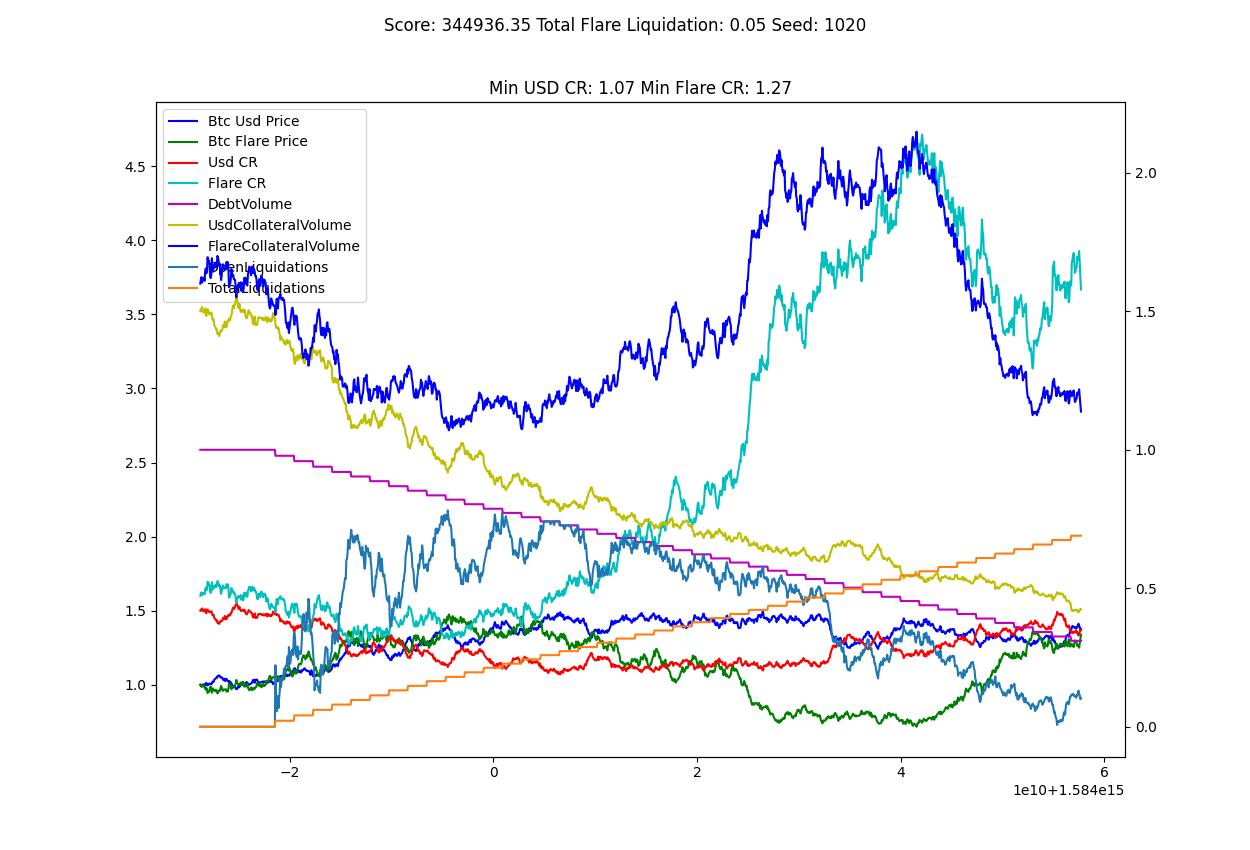 Score: 344936.35 Total Flare Liquidation: 0.05 Seed: 1020
Min USD CR: 1.07 Min Flare CR: 1.27
Btc Usd Price
Btc Flare Price
Usd CR
Flare CR
DebtVolume
UsdCollateralVolume
FlareCollateralVolume
OpenLiquidations
TotalLiquidations
4.5
4.0
3.5
3.0
2.5
2.0
1.5
1.0
2.0
1.5
1.0
0.5
0.0
−2
0
2
4
6
1e10+1.584e15